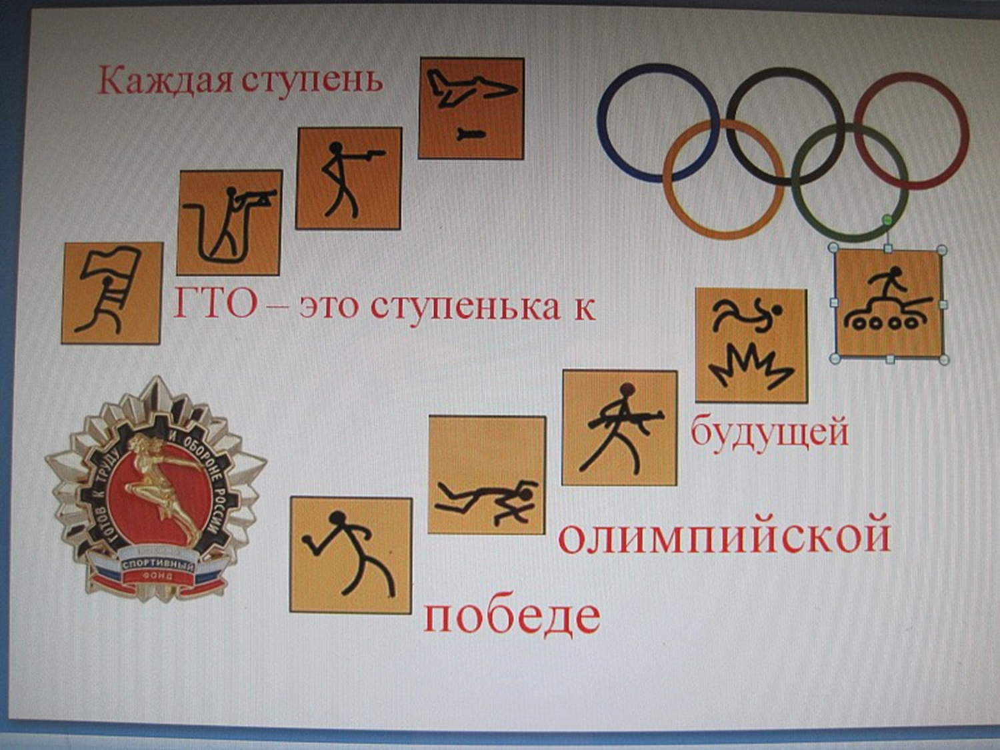 Каждая ступень
ГТО – это ступенька к
будущей
олимпийской
победе
ГОТОВ К ТРУДУ И ОБОРОНЕ РОССИИ
СПОРТИВНЫЙ
ФОНД